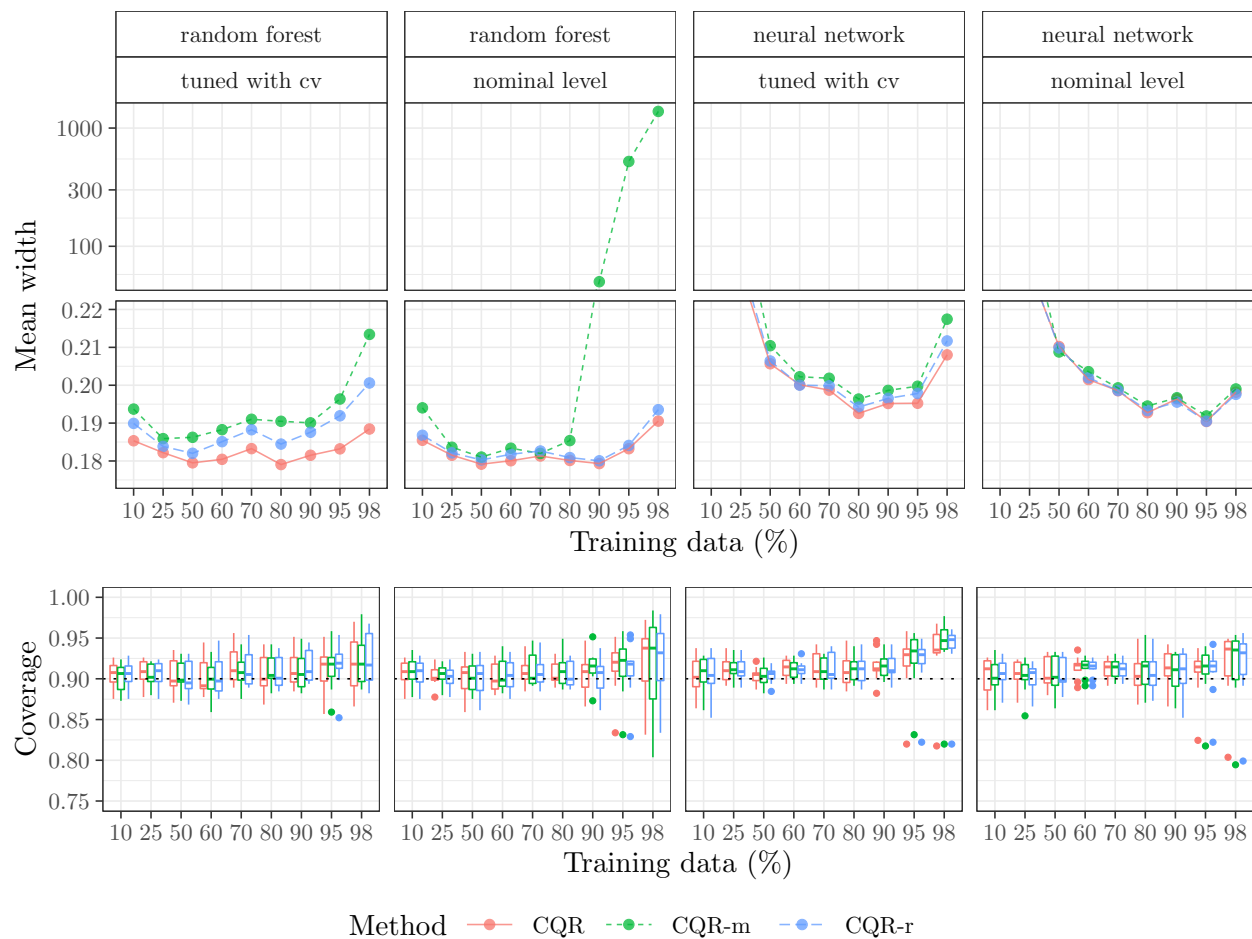 random forest random forest neural network neural network
tuned with cv nominal level tuned with cv nominal level
Mean width
1000
300
100
0.22
0.21
0.20
0.19
0.18
10 25 50 60 70 80 90 95 98 10 25 50 60 70 80 90 95 98 10 25 50 60 70 80 90 95 98 10 25 50 60 70 80 90 95 98
Training data (%)
Coverage
1.00
0.95
0.90
0.85
0.80
0.75
10 25 50 60 70 80 90 95 98 10 25 50 60 70 80 90 95 98 10 25 50 60 70 80 90 95 98 10 25 50 60 70 80 90 95 98
Training data (%)
Method CQR CQR-m CQR-r